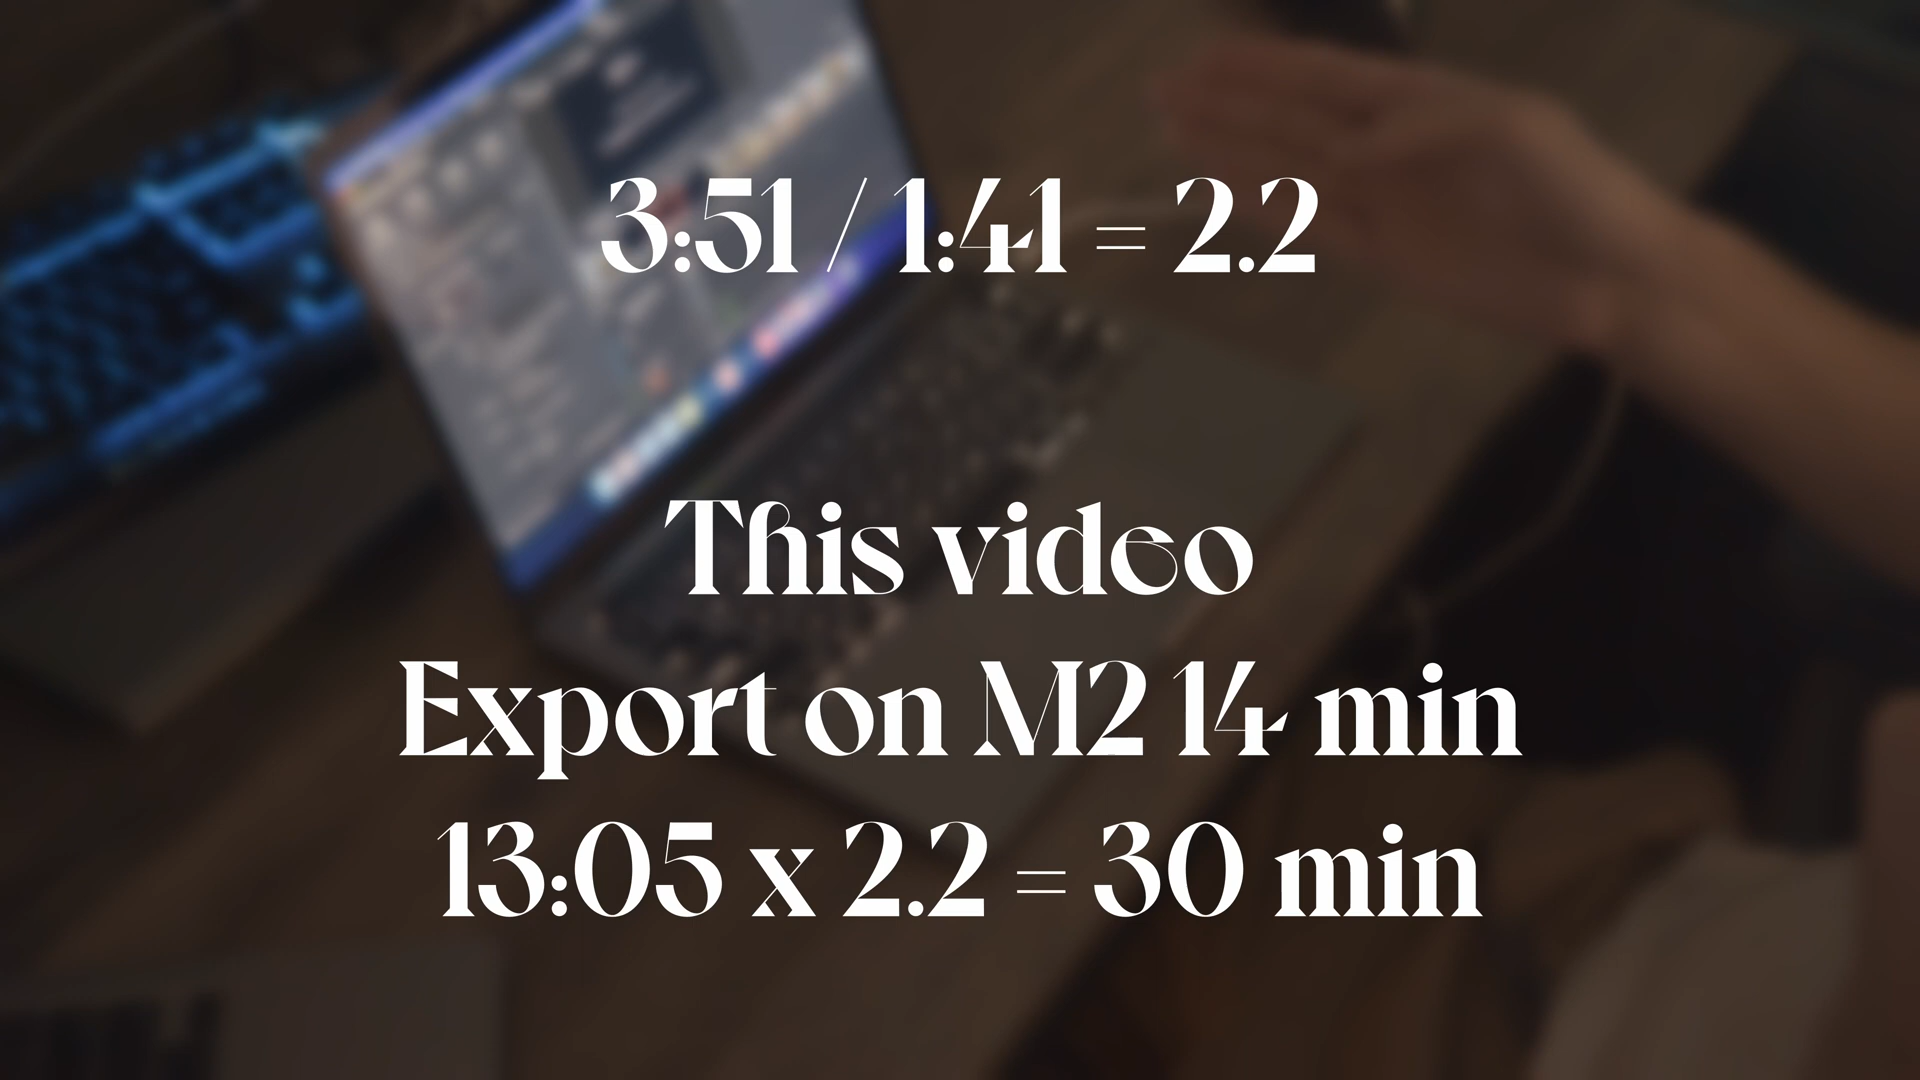 3:51 / 1:41 = 2.2
This video
Export on M2 14 min
13:05 x 2.2 = 30 min